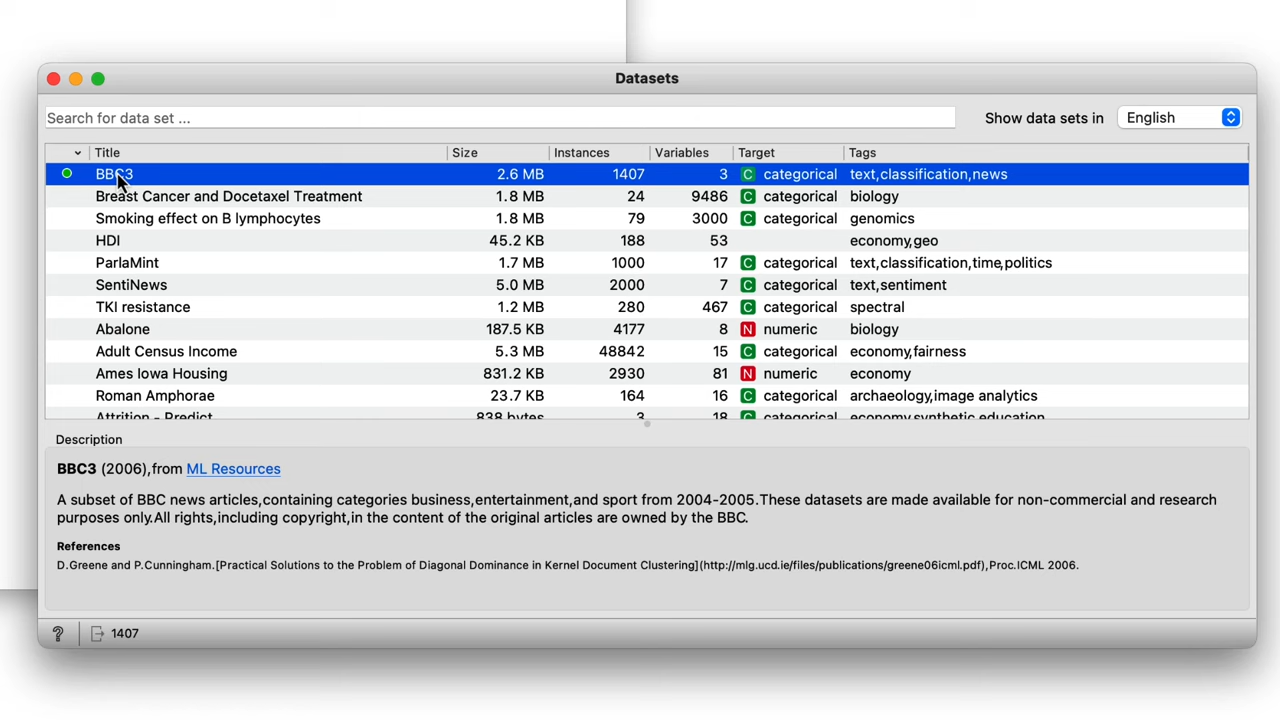 Datasets
Search for data set ... Show data sets in English
Title Size Instances Variables Target Tags
BBC3 2.6 MB 1407 3 C categorical text,classification,news
Breast Cancer and Docetaxel Treatment 1.8 MB 24 9486 C categorical biology
Smoking effect on B lymphocytes 1.8 MB 79 3000 C categorical genomics
HDI 45.2 KB 188 53 economy,geo
ParlaMint 1.7 MB 1000 17 C categorical text,classification,time,politics
SentiNews 5.0 MB 2000 7 C categorical text,sentiment
TKI resistance 1.2 MB 280 467 C categorical spectral
Abalone 187.5 KB 4177 8 N numeric biology
Adult Census Income 5.3 MB 48842 15 C categorical economy,fairness
Ames Iowa Housing 831.2 KB 2930 81 N numeric economy
Roman Amphorae 23.7 KB 164 16 C categorical archaeology,image analytics
Attrition - Predict 838 bytes 3 18 C categorical economy,synthetic,education
Description
BBC3 (2006),from ML Resources
A subset of BBC news articles,containing categories business,entertainment,and sport from 2004-2005.These datasets are made available for non-commercial and research
purposes only.All rights,including copyright,in the content of the original articles are owned by the BBC.
References
D.Greene and P.Cunningham.[Practical Solutions to the Problem of Diagonal Dominance in Kernel Document Clustering](http://mlg.ucd.ie/files/publications/greene06icml.pdf),Proc.ICML 2006.
? 1407